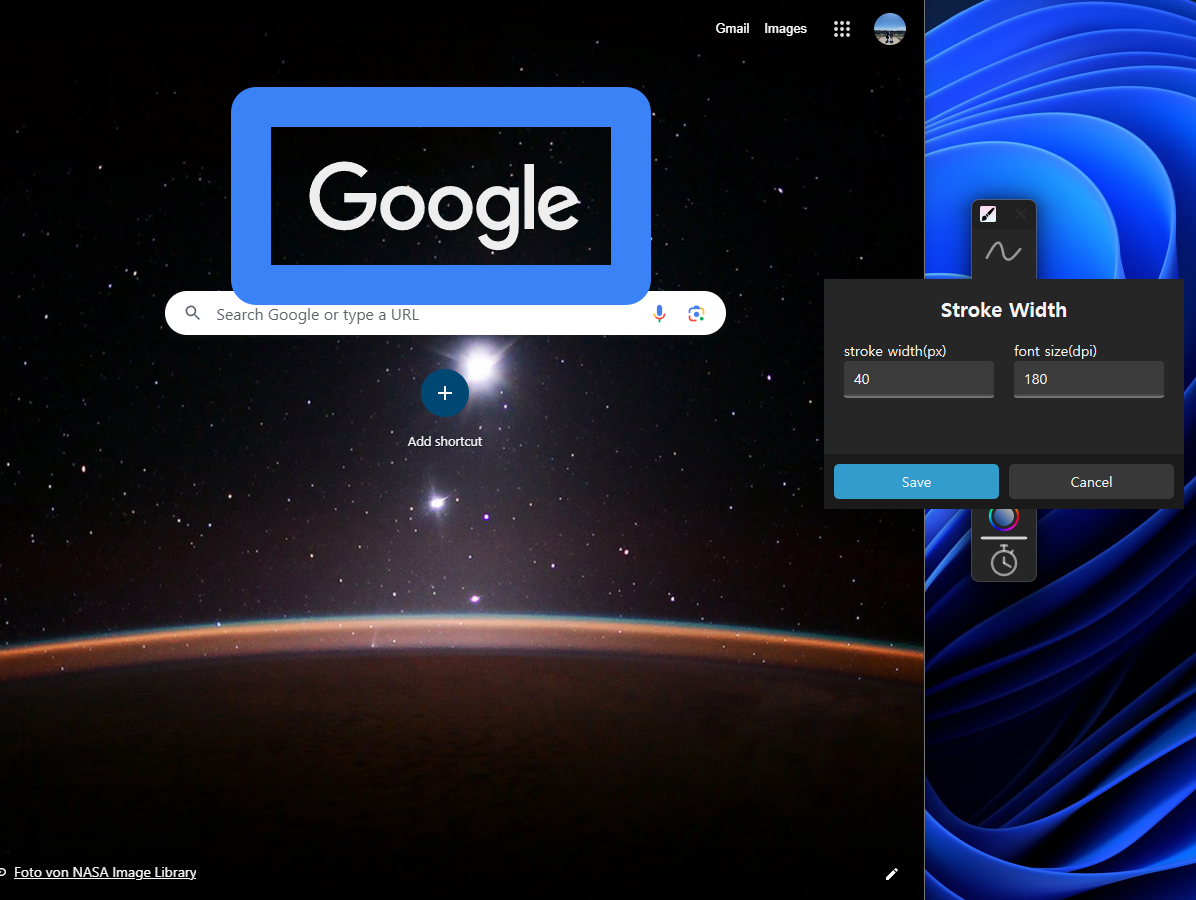 Gmail Images
Google
Search Google or type a URL
Add shortcut
Stroke Width
stroke width(px) font size(dpi)
40 180
Save Cancel
Foto von NASA Image Library